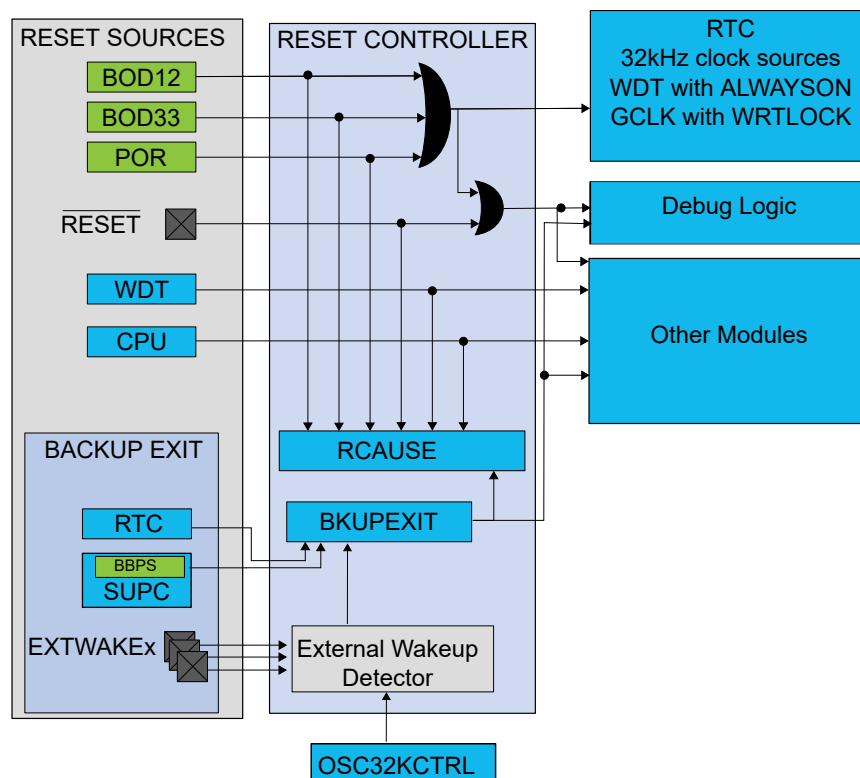 RESET SOURCES
BOD12
BOD33
POR
RESET
WDT
CPU
BACKUP EXIT
RTC
BBPS
SUPC
EXTWAKEx
RESET CONTROLLER
RCAUSE
BKUPEXIT
External Wakeup
Detector
OSC32KCTRL
RTC
32kHz clock sources
WDT with ALWAYSON
GCLK with WRTLOCK
Debug Logic
Other Modules